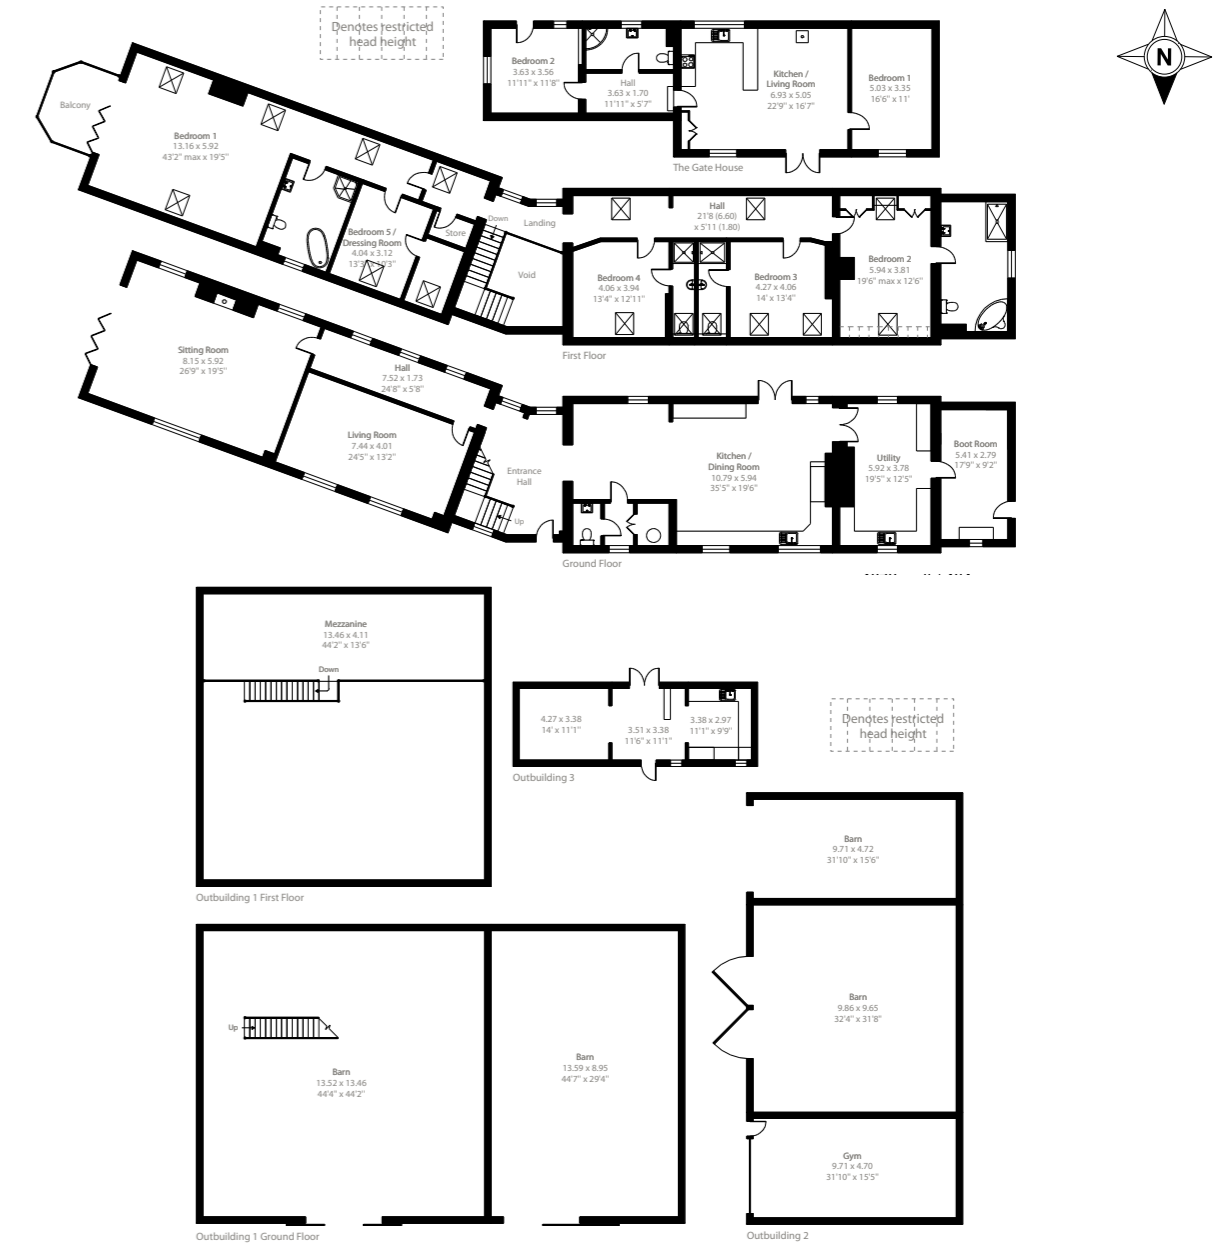 Denotes restricted
head height
N
Balcony
Bedroom 1
13.16 x 5.92
43'2" max x 19'5"
Bedroom 5 /
Dressing Room
4.04 x 3.12
13'3" x 10'3"
Store
Down
Landing
Void
Bedroom 2
3.63 x 3.56
11'11" x 11'8"
Hall
3.63 x 1.70
11'11" x 5'7"
Kitchen /
Living Room
6.93 x 5.05
22'9" x 16'7"
Bedroom 1
5.03 x 3.35
16'6" x 11'
The Gate House
Hall
21'8 (6.60)
x 5'11 (1.80)
Bedroom 4
4.06 x 3.94
13'4" x 12'11"
Bedroom 3
4.27 x 4.06
14' x 13'4"
Bedroom 2
5.94 x 3.81
19'6" max x 12'6"
First Floor
Sitting Room
8.15 x 5.92
26'9" x 19'5"
Hall
7.52 x 1.73
24'8" x 5'8"
Living Room
7.44 x 4.01
24'5" x 13'2"
Entrance
Hall
Up
Kitchen /
Dining Room
10.79 x 5.94
35'5" x 19'6"
Utility
5.92 x 3.78
19'5" x 12'5"
Boot Room
5.41 x 2.79
17'9" x 9'2"
Ground Floor
Mezzanine
13.46 x 4.11
44'2" x 13'6"
Down
Outbuilding 1 First Floor
4.27 x 3.38
14' x 11'1"
3.51 x 3.38
11'6" x 11'1"
3.38 x 2.97
11'1" x 9'9"
Outbuilding 3
Denotes restricted
head height
Up
Barn
13.52 x 13.46
44'4" x 44'2"
Barn
13.59 x 8.95
44'7" x 29'4"
Outbuilding 1 Ground Floor
Barn
9.71 x 4.72
31'10" x 15'6"
Barn
9.86 x 9.65
32'4" x 31'8"
Gym
9.71 x 4.70
31'10" x 15'5"
Outbuilding 2